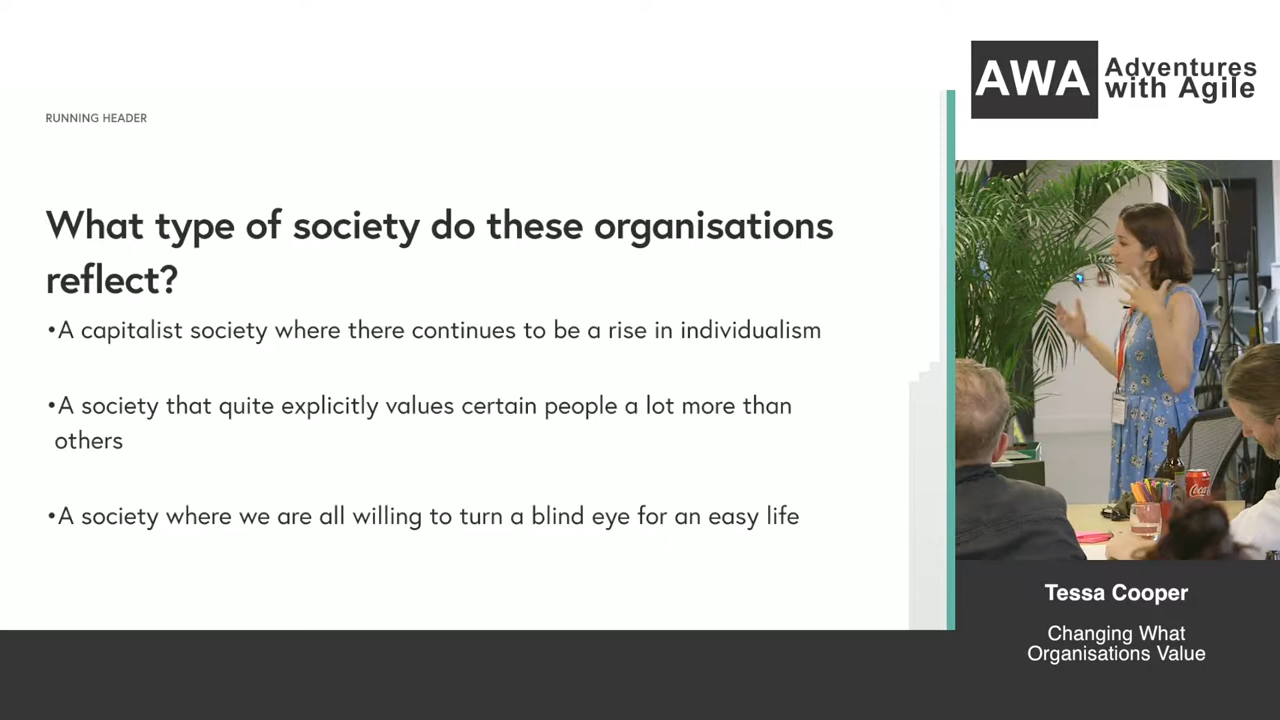 RUNNING HEADER
What type of society do these organisations
reflect?
•A capitalist society where there continues to be a rise in individualism
•A society that quite explicitly values certain people a lot more than
others
•A society where we are all willing to turn a blind eye for an easy life
AWA
Adventures
with Agile
Coca
Tessa Cooper
Changing What
Organisations Value